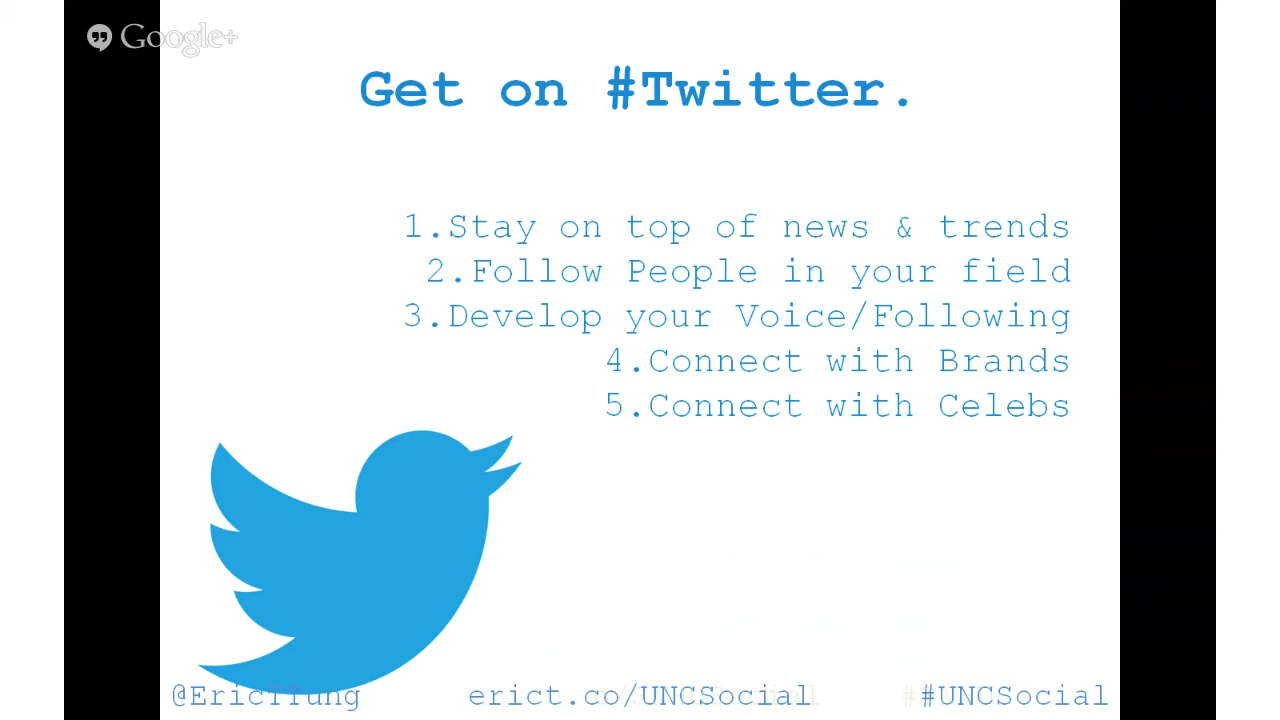 Google+
Get on #Twitter.
1.Stay on top of news & trends
2.Follow People in your field
3.Develop your Voice/Following
4.Connect with Brands
5.Connect with Celebs
@EricTTung erict.co/UNCSocial #UNCSocial